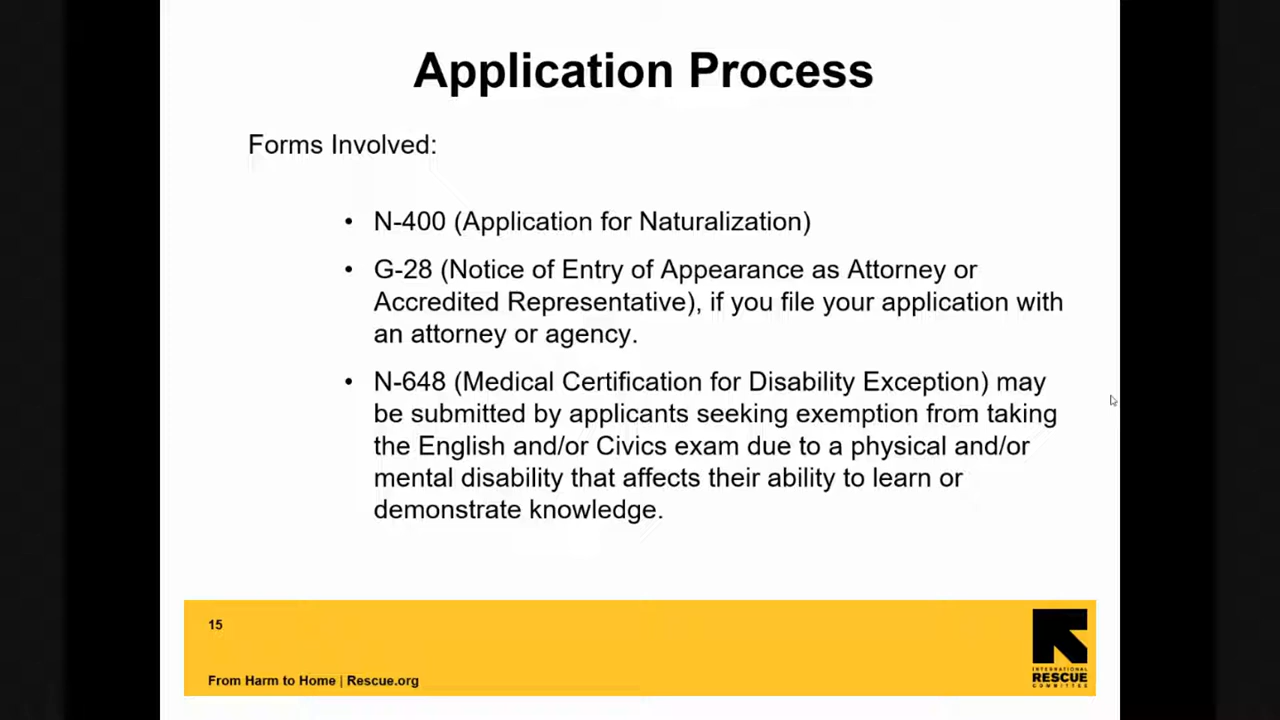 Application Process
Forms Involved:
• N-400 (Application for Naturalization)
• G-28 (Notice of Entry of Appearance as Attorney or
Accredited Representative), if you file your application with
an attorney or agency.
• N-648 (Medical Certification for Disability Exception) may
be submitted by applicants seeking exemption from taking
the English and/or Civics exam due to a physical and/or
mental disability that affects their ability to learn or
demonstrate knowledge.
15
From Harm to Home | Rescue.org
INTERNATIONAL
RESCUE
COMMITTEE